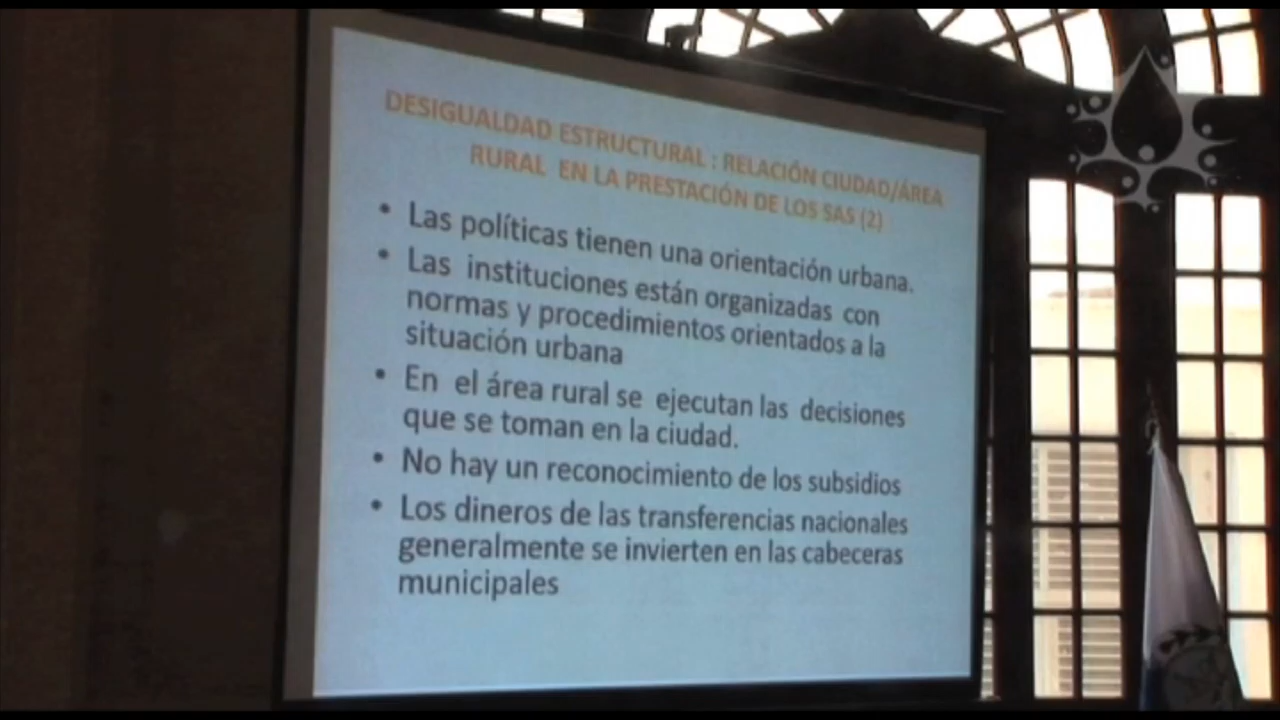 DESIGUALDAD ESTRUCTURAL : RELACIÓN CIUDAD/ÁREA
RURAL EN LA PRESTACIÓN DE LOS SAS (2)
• Las políticas tienen una orientación urbana.
• Las instituciones están organizadas con
normas y procedimientos orientados a la
situación urbana
• En el área rural se ejecutan las decisiones
que se toman en la ciudad.
• No hay un reconocimiento de los subsidios
• Los dineros de las transferencias nacionales
generalmente se invierten en las cabeceras
municipales